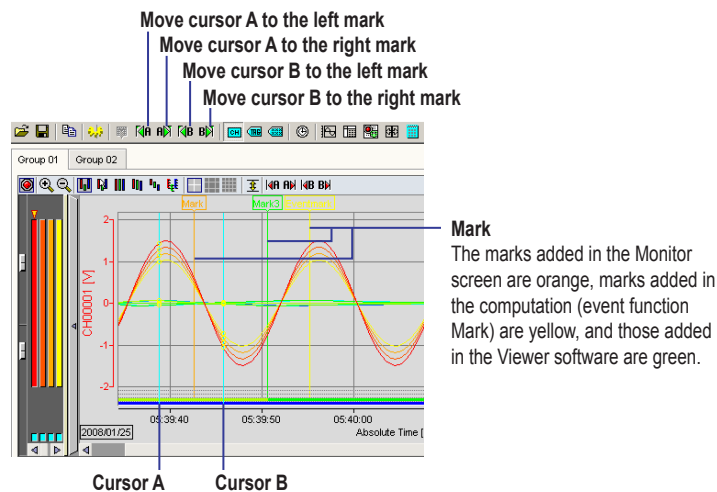 Move cursor A to the left mark
Move cursor A to the right mark
Move cursor B to the left mark
Move cursor B to the right mark
A A B B CH TAG
Group 01 Group 02
A A B B
Mark Mark3
2
1
0
-1
-2
CH00001 [V]
05:39:40 05:39:50 05:40:00
2008/01/25 Absolute Time [
Mark
The marks added in the Monitor
screen are orange, marks added in
the computation (event function
Mark) are yellow, and those added
in the Viewer software are green.
Cursor A Cursor B